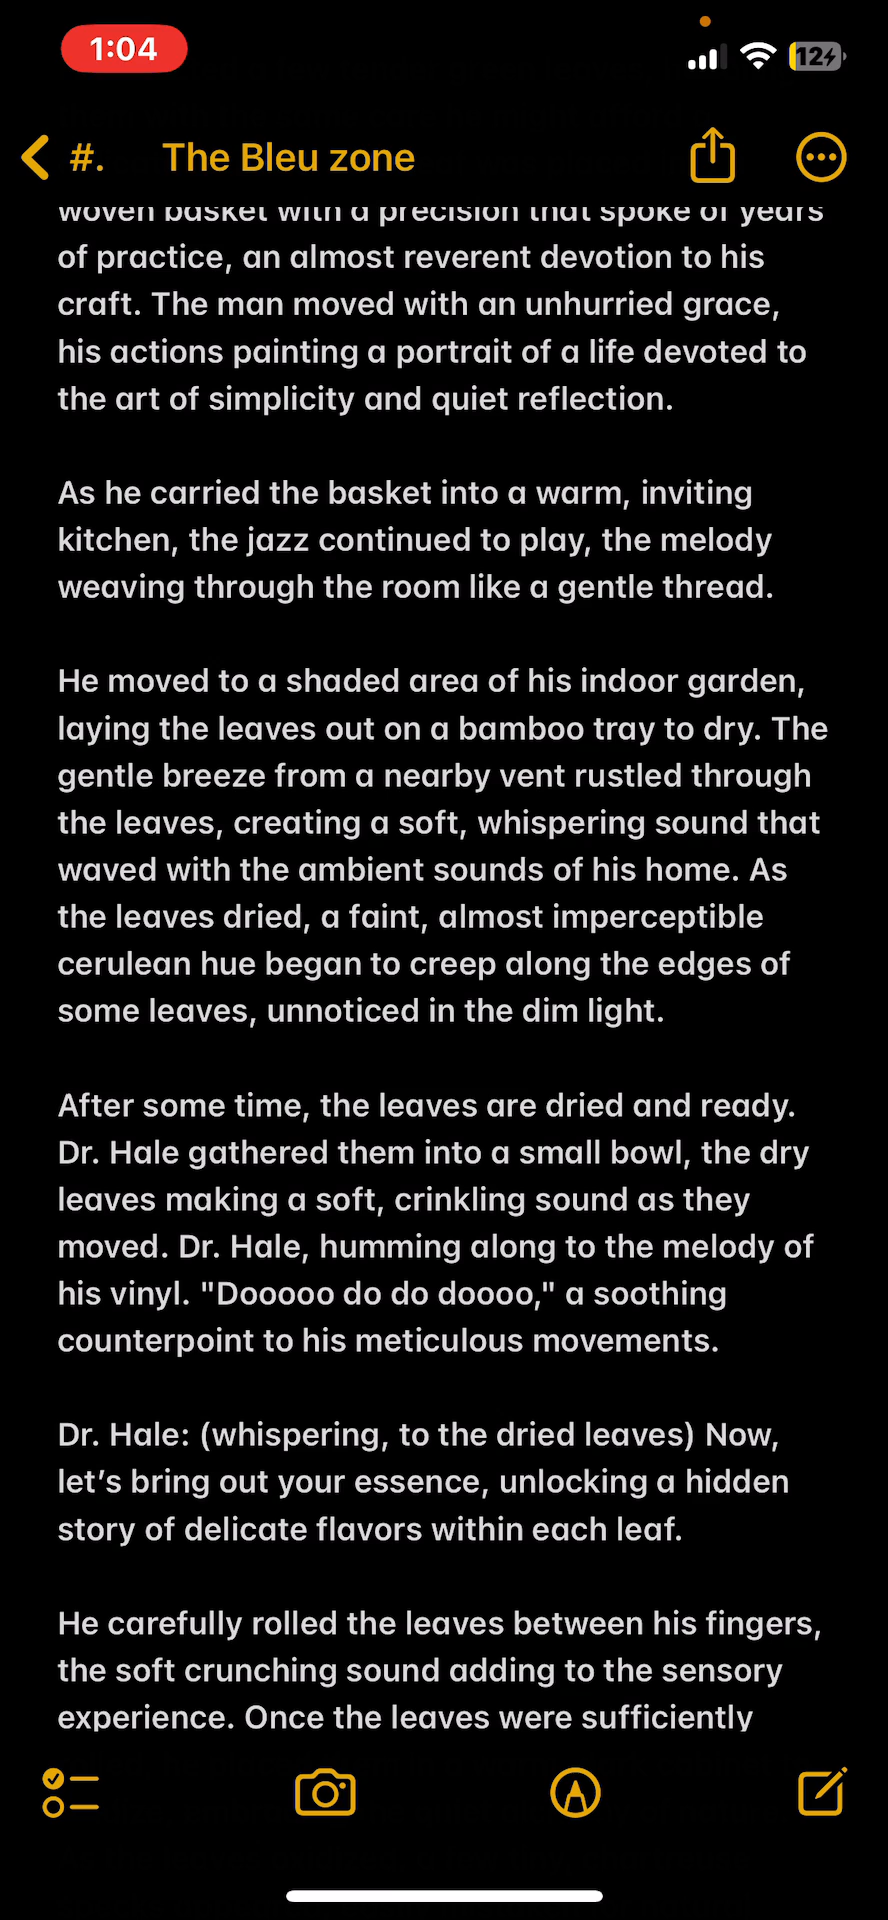 1:04
12
#. The Bleu zone
woven basket with a precision that spoke of years
of practice, an almost reverent devotion to his
craft. The man moved with an unhurried grace,
his actions painting a portrait of a life devoted to
the art of simplicity and quiet reflection.
As he carried the basket into a warm, inviting
kitchen, the jazz continued to play, the melody
weaving through the room like a gentle thread.
He moved to a shaded area of his indoor garden,
laying the leaves out on a bamboo tray to dry. The
gentle breeze from a nearby vent rustled through
the leaves, creating a soft, whispering sound that
waved with the ambient sounds of his home. As
the leaves dried, a faint, almost imperceptible
cerulean hue began to creep along the edges of
some leaves, unnoticed in the dim light.
After some time, the leaves are dried and ready.
Dr. Hale gathered them into a small bowl, the dry
leaves making a soft, crinkling sound as they
moved. Dr. Hale, humming along to the melody of
his vinyl. "Dooooo do do doooo," a soothing
counterpoint to his meticulous movements.
Dr. Hale: (whispering, to the dried leaves) Now,
let’s bring out your essence, unlocking a hidden
story of delicate flavors within each leaf.
He carefully rolled the leaves between his fingers,
the soft crunching sound adding to the sensory
experience. Once the leaves were sufficiently